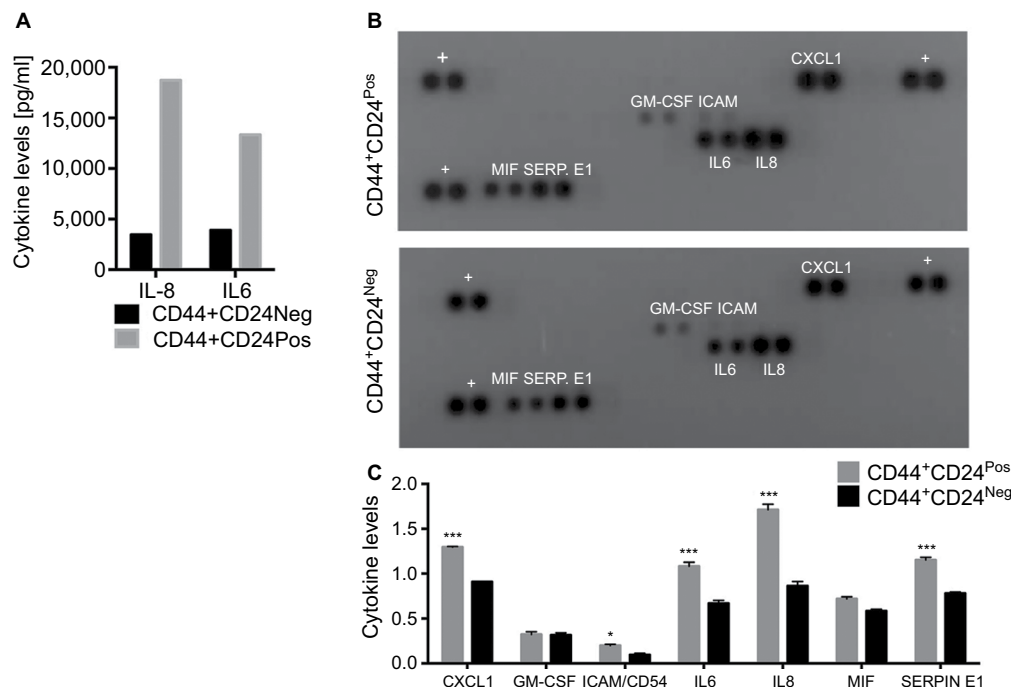 A
Cytokine levels [pg/ml]
20,000
15,000
10,000
5,000
0
IL-8 IL6
CD44+CD24Neg
CD44+CD24Pos
B
CD44⁺CD24ᴾᵒˢ
+
CXCL1
+
GM-CSF ICAM
IL6 IL8
+
MIF SERP. E1
CD44⁺CD24ᴺᵉᵍ
+
CXCL1
+
GM-CSF ICAM
IL6 IL8
+
MIF SERP. E1
C
CD44⁺CD24ᴾᵒˢ
CD44⁺CD24ᴺᵉᵍ
Cytokine levels
2.0
1.5
1.0
0.5
0.0
*** * *** *** ***
CXCL1 GM-CSF ICAM/CD54 IL6 IL8 MIF SERPIN E1